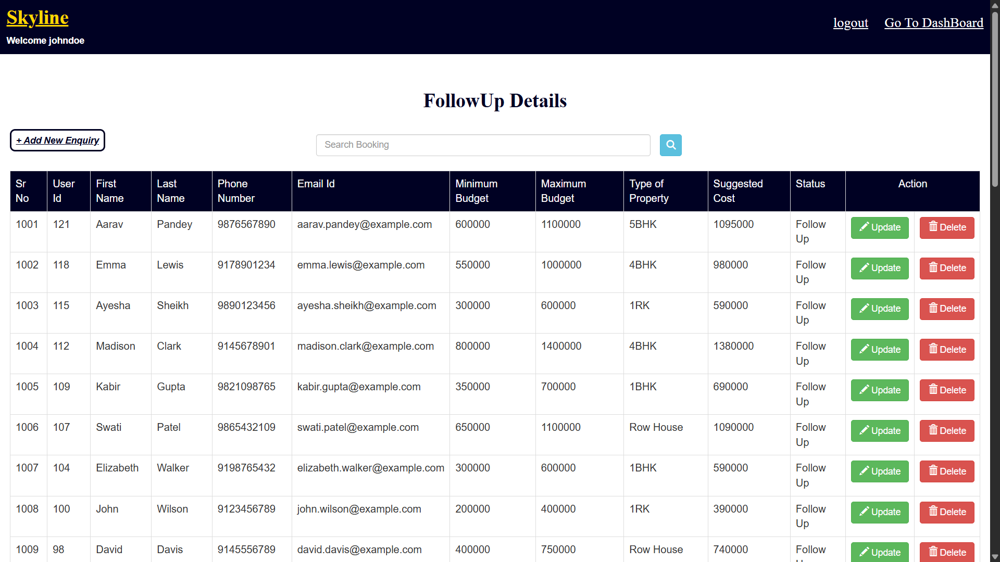 Skyline
Welcome johndoe
logout Go To DashBoard
FollowUp Details
+ Add New Enquiry
Search Booking
Sr No User Id First Name Last Name Phone Number Email Id Minimum Budget Maximum Budget Type of Property Suggested Cost Status Action
1001 121 Aarav Pandey 9876567890 aarav.pandey@example.com 600000 1100000 5BHK 1095000 Follow Up Update Delete
1002 118 Emma Lewis 9178901234 emma.lewis@example.com 550000 1000000 4BHK 980000 Follow Up Update Delete
1003 115 Ayesha Sheikh 9890123456 ayesha.sheikh@example.com 300000 600000 1RK 590000 Follow Up Update Delete
1004 112 Madison Clark 9145678901 madison.clark@example.com 800000 1400000 4BHK 1380000 Follow Up Update Delete
1005 109 Kabir Gupta 9821098765 kabir.gupta@example.com 350000 700000 1BHK 690000 Follow Up Update Delete
1006 107 Swati Patel 9865432109 swati.patel@example.com 650000 1100000 Row House 1090000 Follow Up Update Delete
1007 104 Elizabeth Walker 9198765432 elizabeth.walker@example.com 300000 600000 1BHK 590000 Follow Up Update Delete
1008 100 John Wilson 9123456789 john.wilson@example.com 200000 400000 1RK 390000 Follow Up Update Delete
1009 98 David Davis 9145556789 david.davis@example.com 400000 750000 Row House 740000 Follow Update Delete